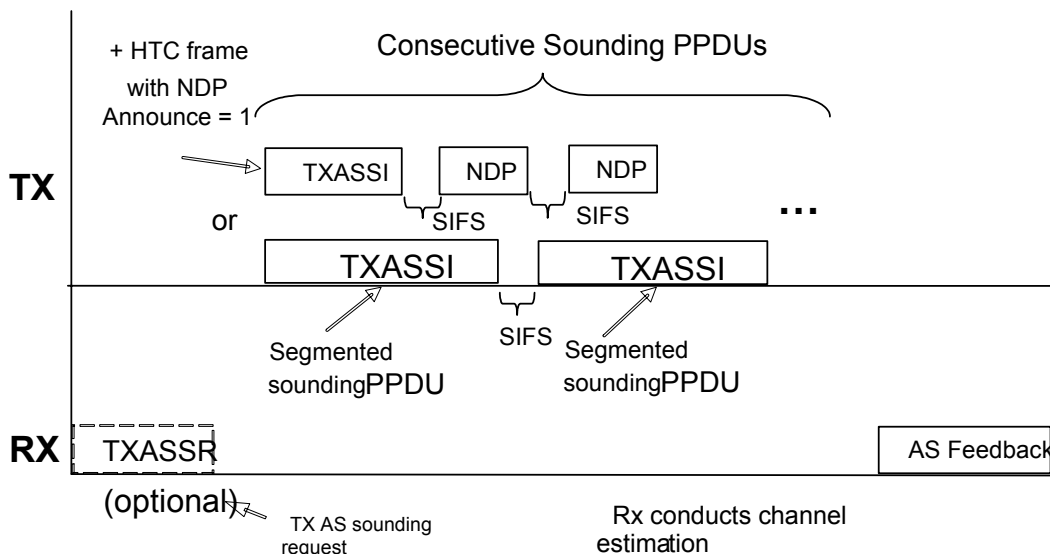 + HTC frame
with NDP
Announce = 1
Consecutive Sounding PPDUs
TX
TXASSI
NDP
NDP
SIFS
SIFS
...
or
TXASSI
TXASSI
SIFS
Segmented
soundingPPDU
Segmented
soundingPPDU
RX
TXASSR
AS Feedback
(optional)
TX AS sounding
request
Rx conducts channel
estimation